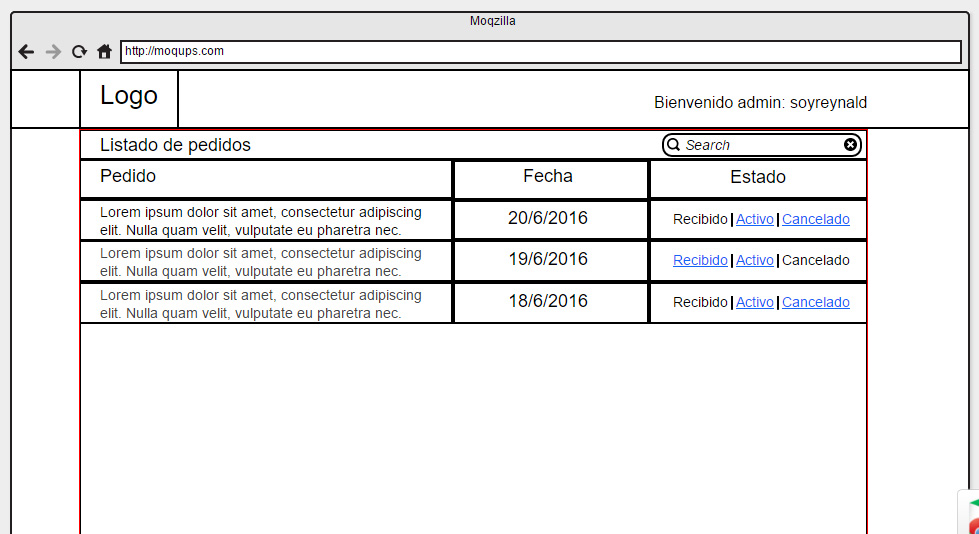 Moqzilla
http://moqups.com
Logo
Bienvenido admin: soyreynald
Listado de pedidos
Search
Pedido
Fecha
Estado
Lorem ipsum dolor sit amet, consectetur adipiscing
elit. Nulla quam velit, vulputate eu pharetra nec.
20/6/2016
Recibido | Activo | Cancelado
Lorem ipsum dolor sit amet, consectetur adipiscing
elit. Nulla quam velit, vulputate eu pharetra nec.
19/6/2016
Recibido | Activo | Cancelado
Lorem ipsum dolor sit amet, consectetur adipiscing
elit. Nulla quam velit, vulputate eu pharetra nec.
18/6/2016
Recibido | Activo | Cancelado